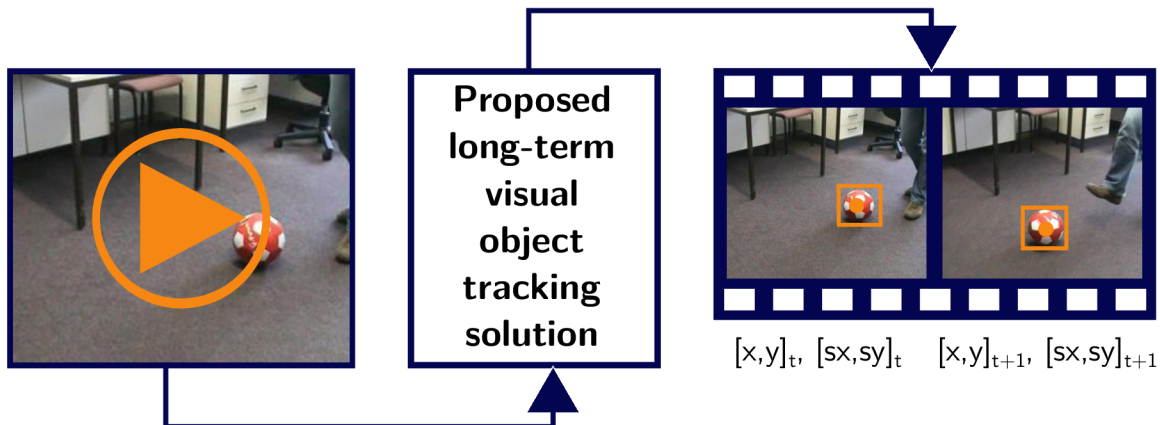 Proposed
long-term
visual
object
tracking
solution
[x,y]t, [sx,sy]t
[x,y]t+1, [sx,sy]t+1